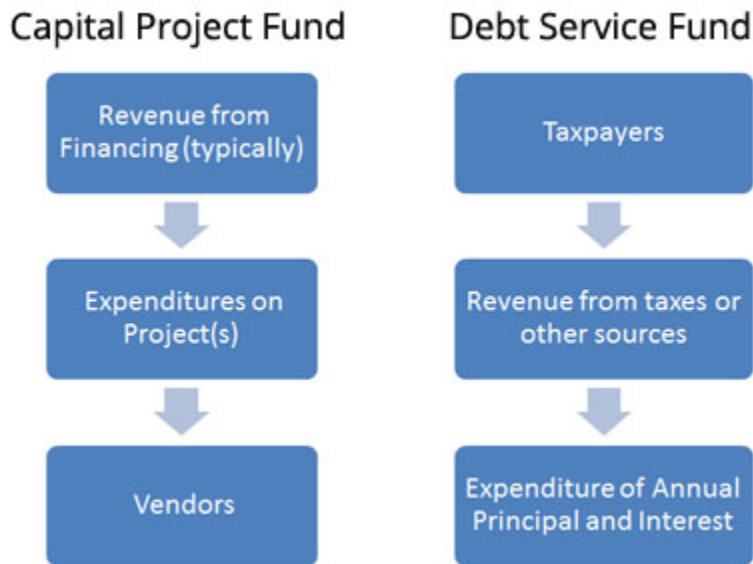 Capital Project Fund
Revenue from
Financing (typically)
Expenditures on
Project(s)
Vendors
Debt Service Fund
Taxpayers
Revenue from taxes or
other sources
Expenditure of Annual
Principal and Interest